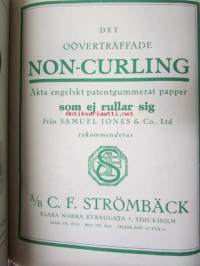 DET
OÖVERTRÄFFADE
NON-CURLING
Äkta engelskt patentgummerat papper
som ej rullar sig
Från SAMUEL JONES & Co., Ltd
rekommenderas
A/B C. F. STRÖMBÄCK
KLARA NORRA KYRKOGATA 7, STOCKHOLM